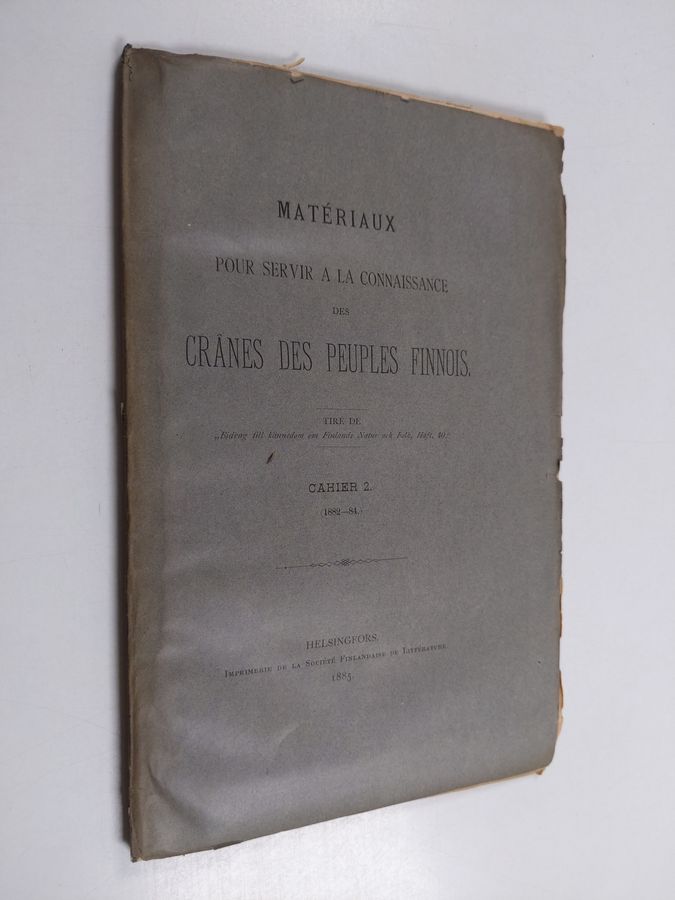 MATÉRIAUX
POUR SERVIR A LA CONNAISSANCE
DES
CRÂNES DES PEUPLES FINNOIS.
TIRÉ DE
„Bidrag till kännedom om Finlands Natur och Folk, Häft. 40.“
CAHIER 2.
(1882—84.)
HELSINGFORS,
IMPRIMERIE DE LA SOCIÉTÉ FINLANDAISE DE LITTÉRATURE.
1885.